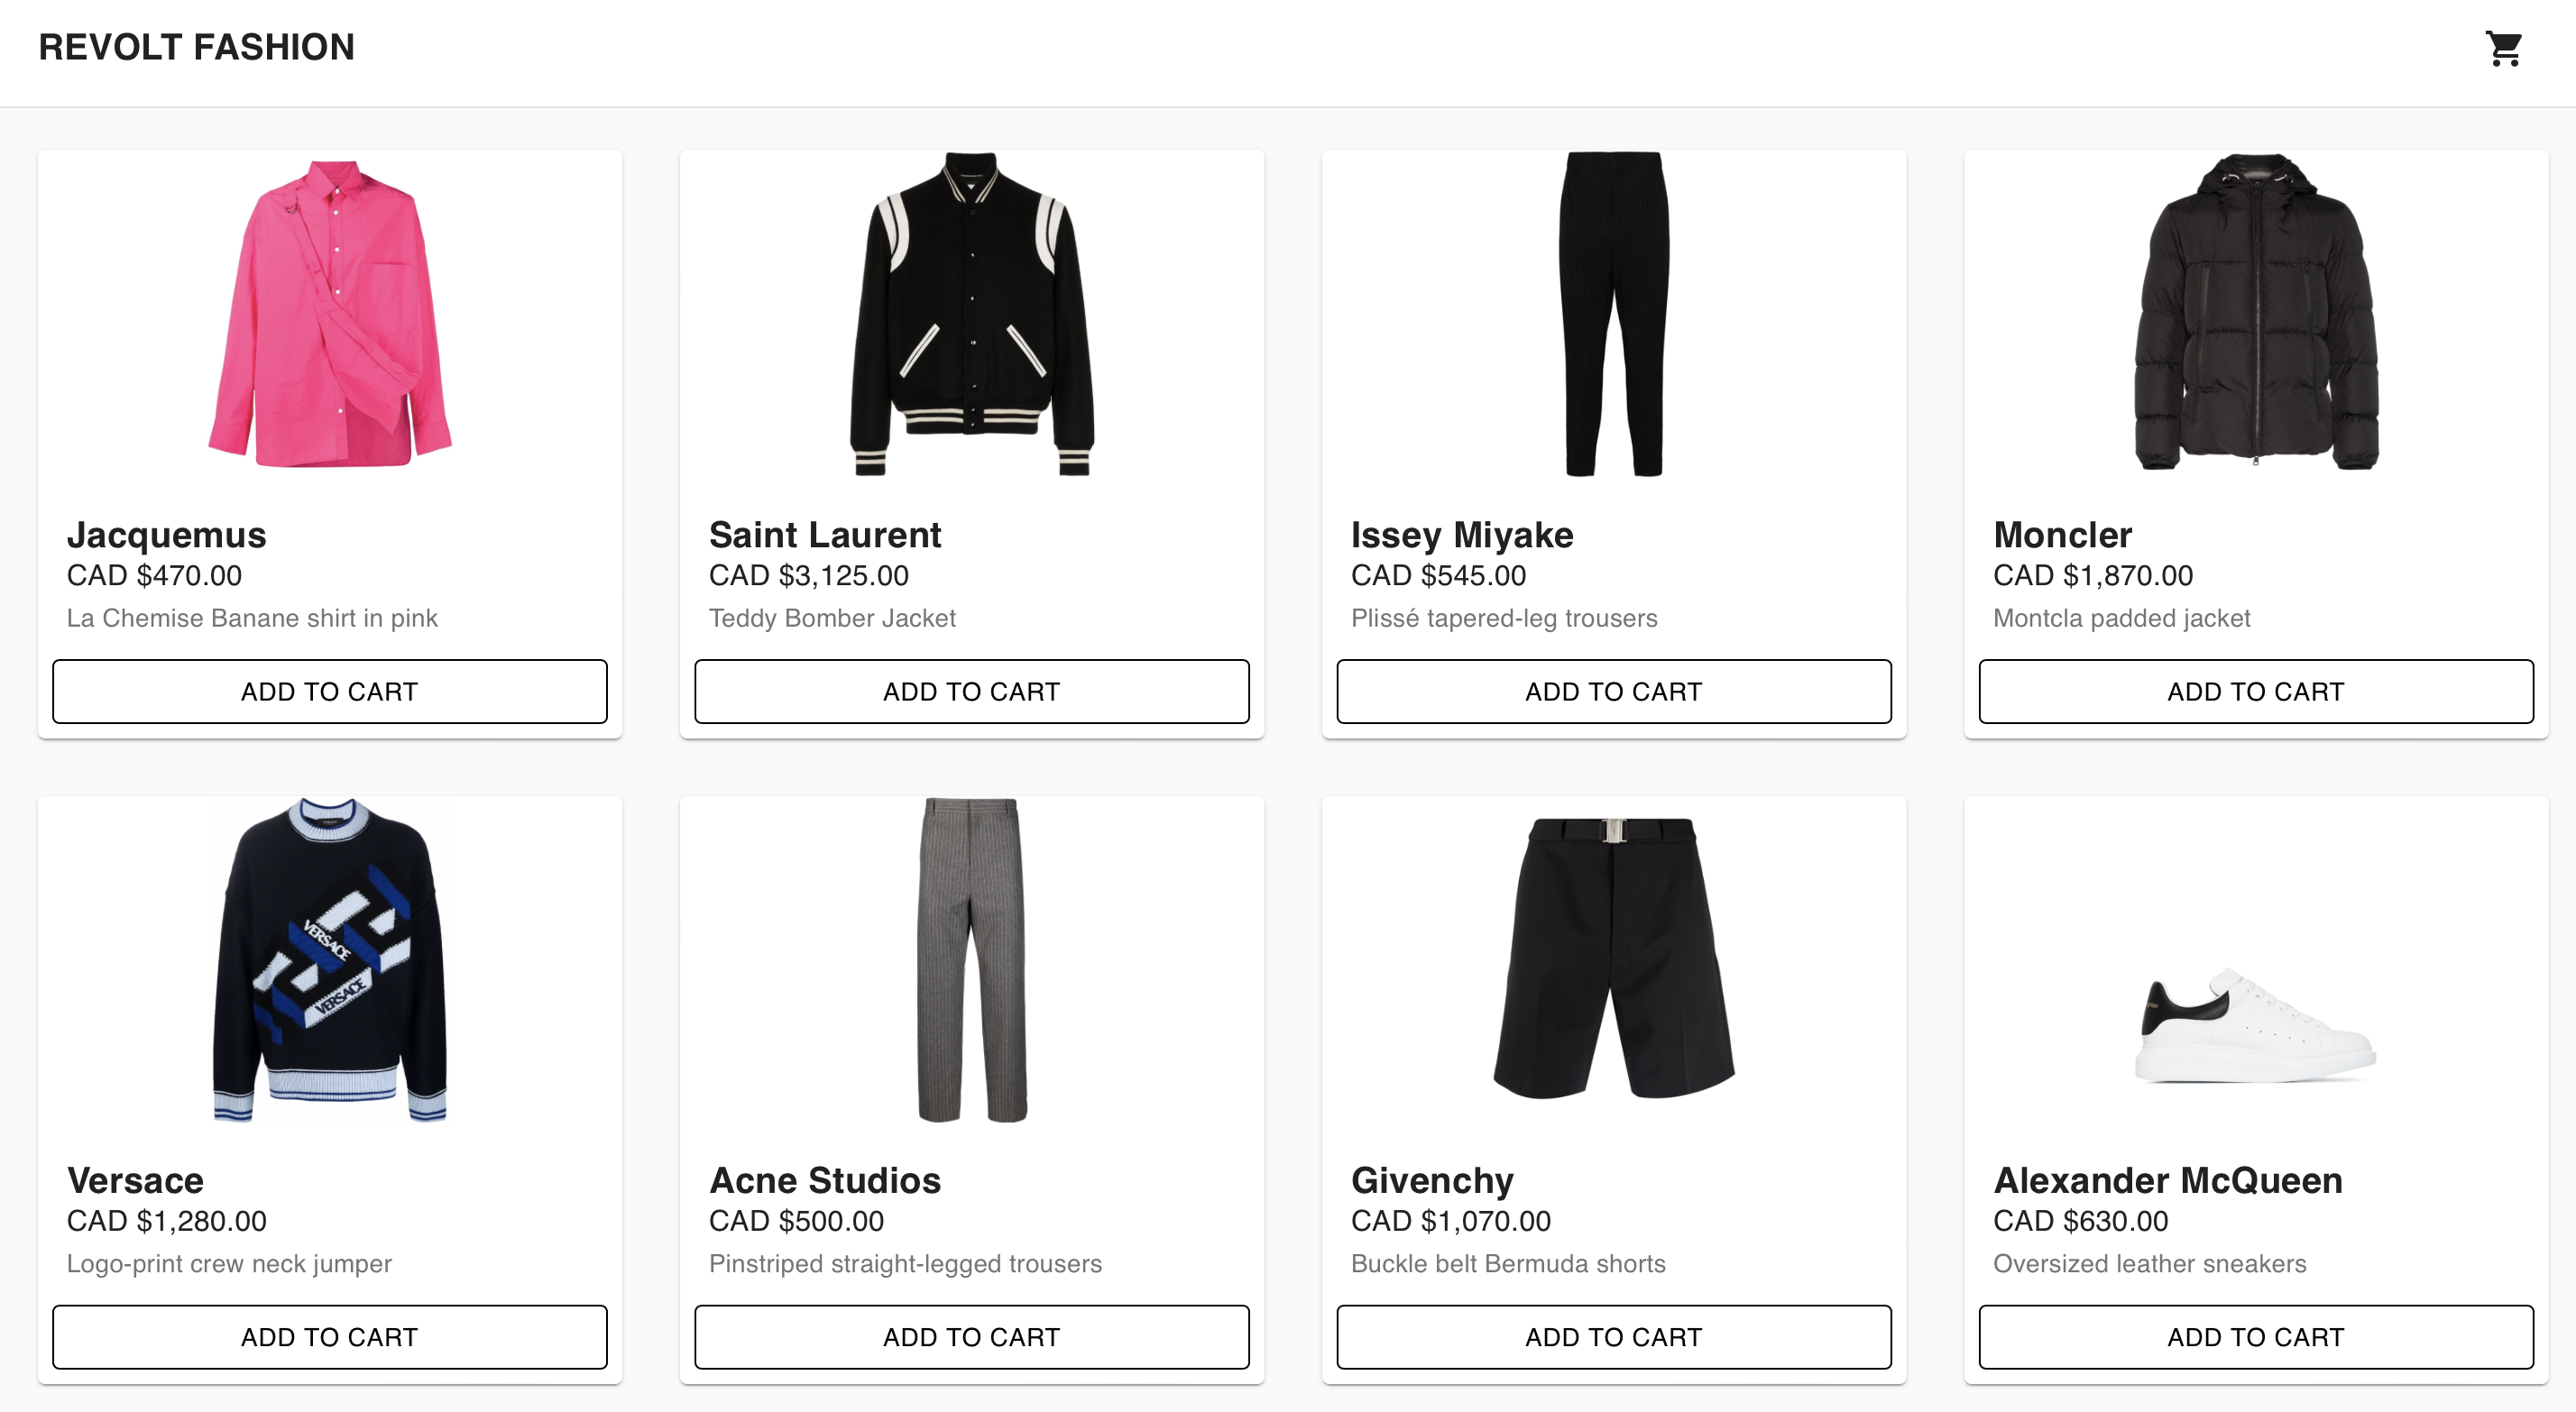 REVOLT FASHION
Jacquemus
CAD $470.00
La Chemise Banane shirt in pink
ADD TO CART
Saint Laurent
CAD $3,125.00
Teddy Bomber Jacket
ADD TO CART
Issey Miyake
CAD $545.00
Plissé tapered-leg trousers
ADD TO CART
Moncler
CAD $1,870.00
Montcla padded jacket
ADD TO CART
VERSACE
VERSACE
Versace
CAD $1,280.00
Logo-print crew neck jumper
ADD TO CART
Acne Studios
CAD $500.00
Pinstriped straight-legged trousers
ADD TO CART
Givenchy
CAD $1,070.00
Buckle belt Bermuda shorts
ADD TO CART
Alexander McQueen
CAD $630.00
Oversized leather sneakers
ADD TO CART